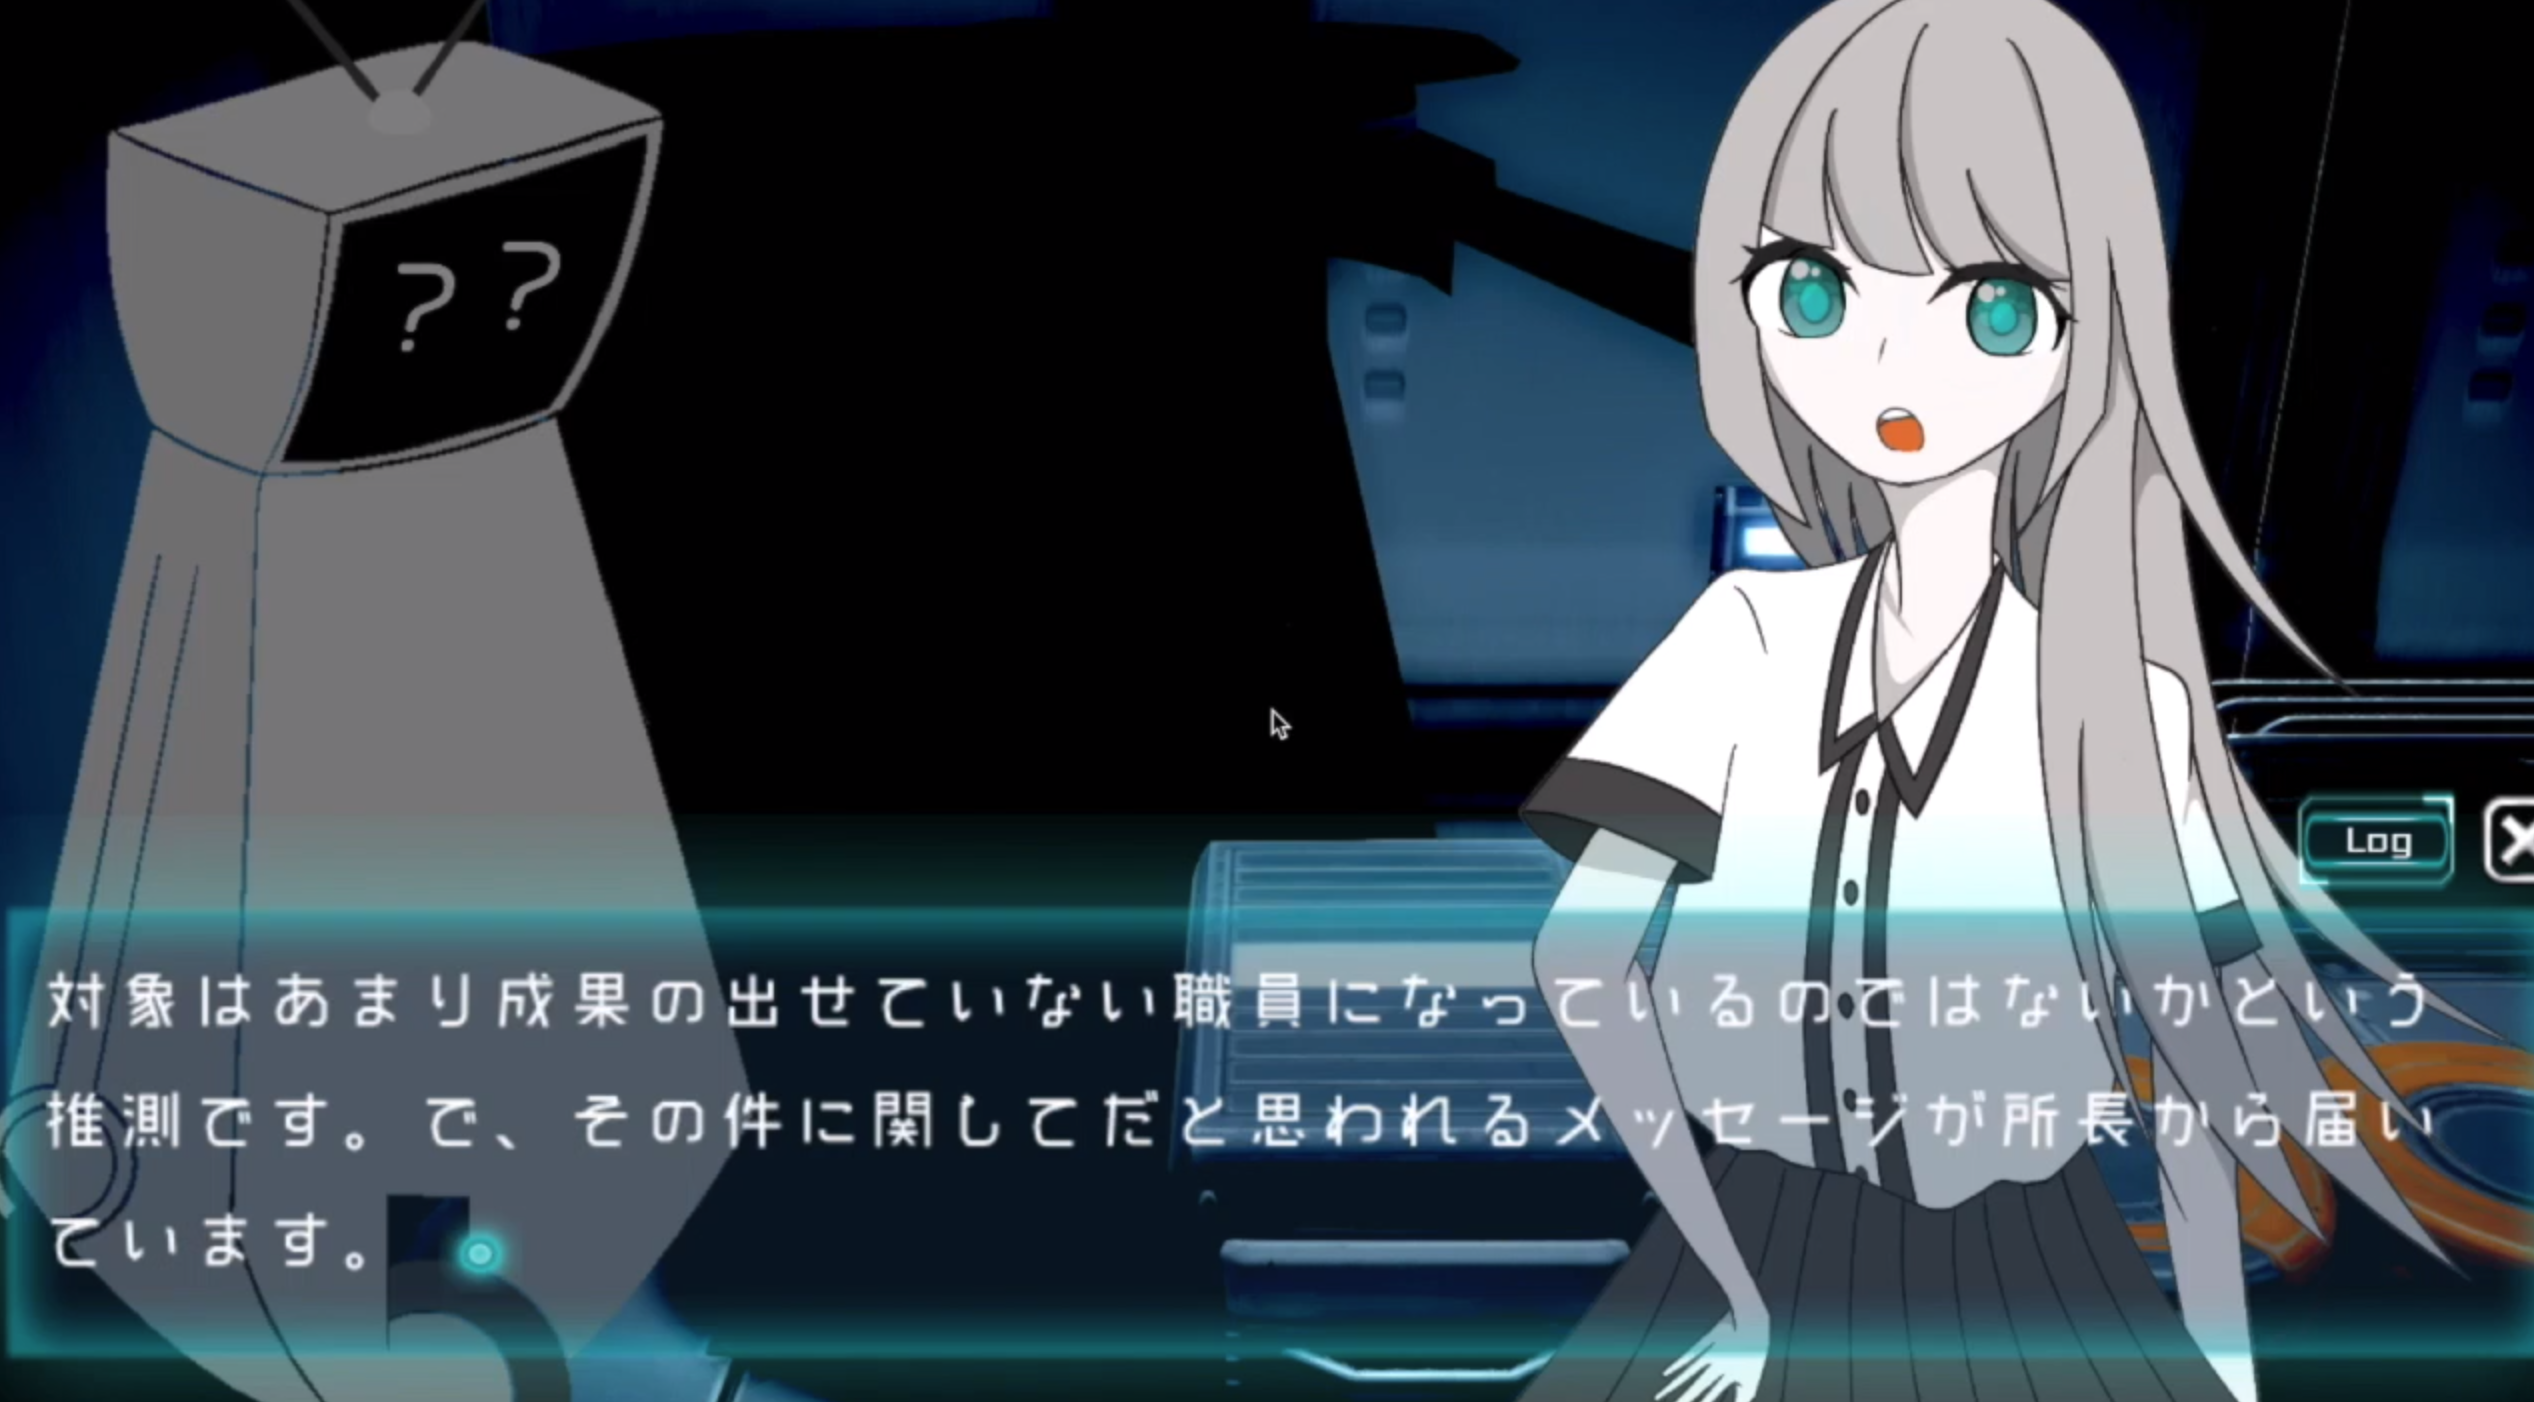 ? ?
Log
対象はあまり成果の出せていない職員になっているのではないかという
推測です。で、その件に関してだと思われるメッセージが所長から届い
ています。